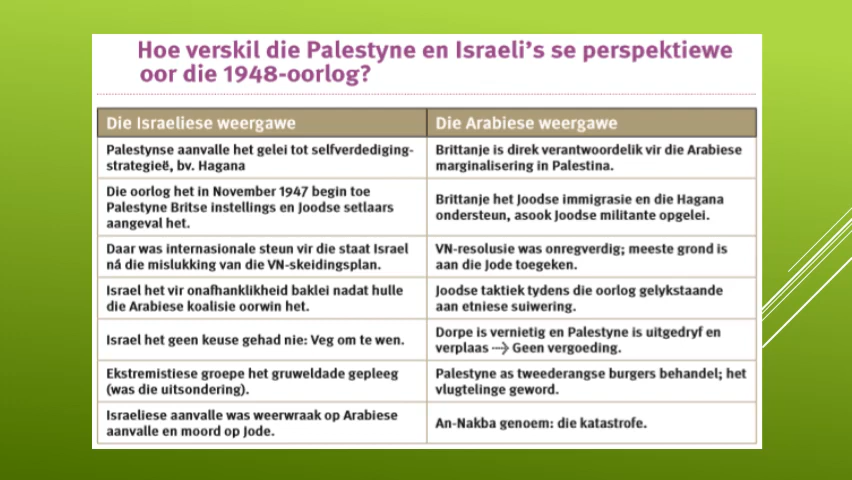 Hoe verskil die Palestyne en Israeli's se perspektiewe
oor die 1948-oorlog?
Die Israeliese weergawe
Die Arabiese weergawe
Palestynse aanvalle het gelei tot selfverdediging-
strategieë, bv. Hagana
Brittanje is direk verantwoordelik vir die Arabiese
marginalisering in Palestina.
Die oorlog het in November 1947 begin toe
Palestyne Britse instellings en Joodse setlaars
aangeval het.
Brittanje het Joodse immigrasie en die Hagana
ondersteun, asook Joodse militante opgelei.
Daar was internasionale steun vir die staat Israel
ná die mislukking van die VN-skeidingsplan.
VN-resolusie was onregverdig; meeste grond is
aan die Jode toegeken.
Israel het vir onafhanklikheid baklei nadat hulle
die Arabiese koalisie oorwin het.
Joodse taktiek tydens die oorlog gelykstaande
aan etniese suiwering.
Israel het geen keuse gehad nie: Veg om te wen.
Dorpe is vernietig en Palestyne is uitgedryf en
verplaas → Geen vergoeding.
Ekstremistiese groepe het gruweldade gepleeg
(was die uitsondering).
Palestyne as tweederangse burgers behandel; het
vlugtelinge geword.
Israeliese aanvalle was weerwraak op Arabiese
aanvalle en moord op Jode.
An-Nakba genoem: die katastrofe.